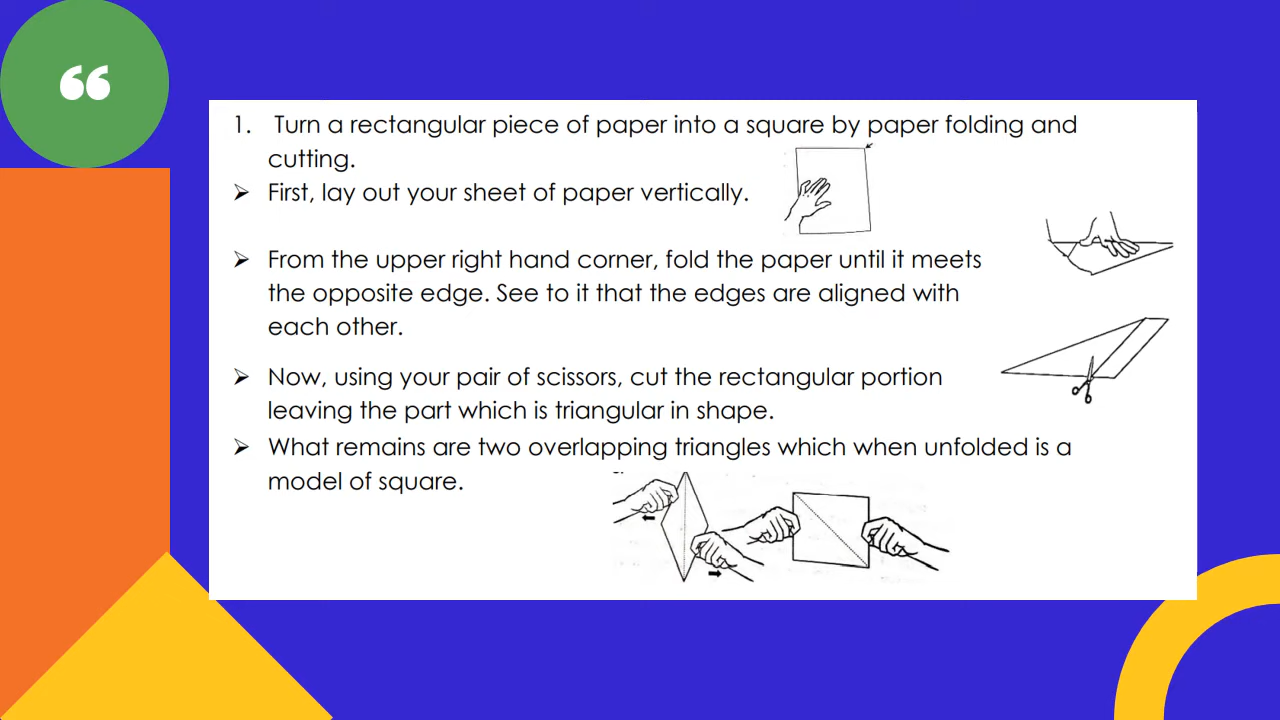 ❝
1. Turn a rectangular piece of paper into a square by paper folding and
cutting.
➢ First, lay out your sheet of paper vertically.
➢ From the upper right hand corner, fold the paper until it meets
the opposite edge. See to it that the edges are aligned with
each other.
➢ Now, using your pair of scissors, cut the rectangular portion
leaving the part which is triangular in shape.
➢ What remains are two overlapping triangles which when unfolded is a
model of square.